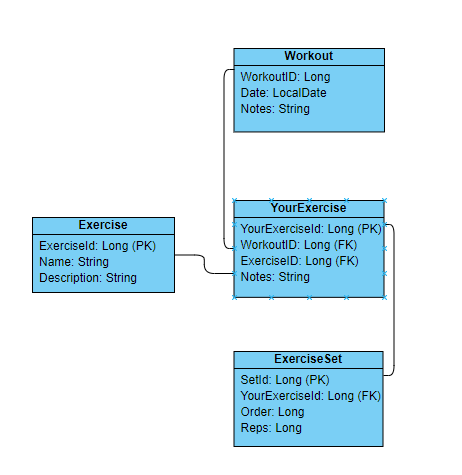 Workout
WorkoutID: Long
Date: LocalDate
Notes: String
YourExercise
YourExerciseId: Long (PK)
WorkoutID: Long (FK)
ExerciseID: Long (FK)
Notes: String
Exercise
ExerciseId: Long (PK)
Name: String
Description: String
ExerciseSet
SetId: Long (PK)
YourExerciseId: Long (FK)
Order: Long
Reps: Long